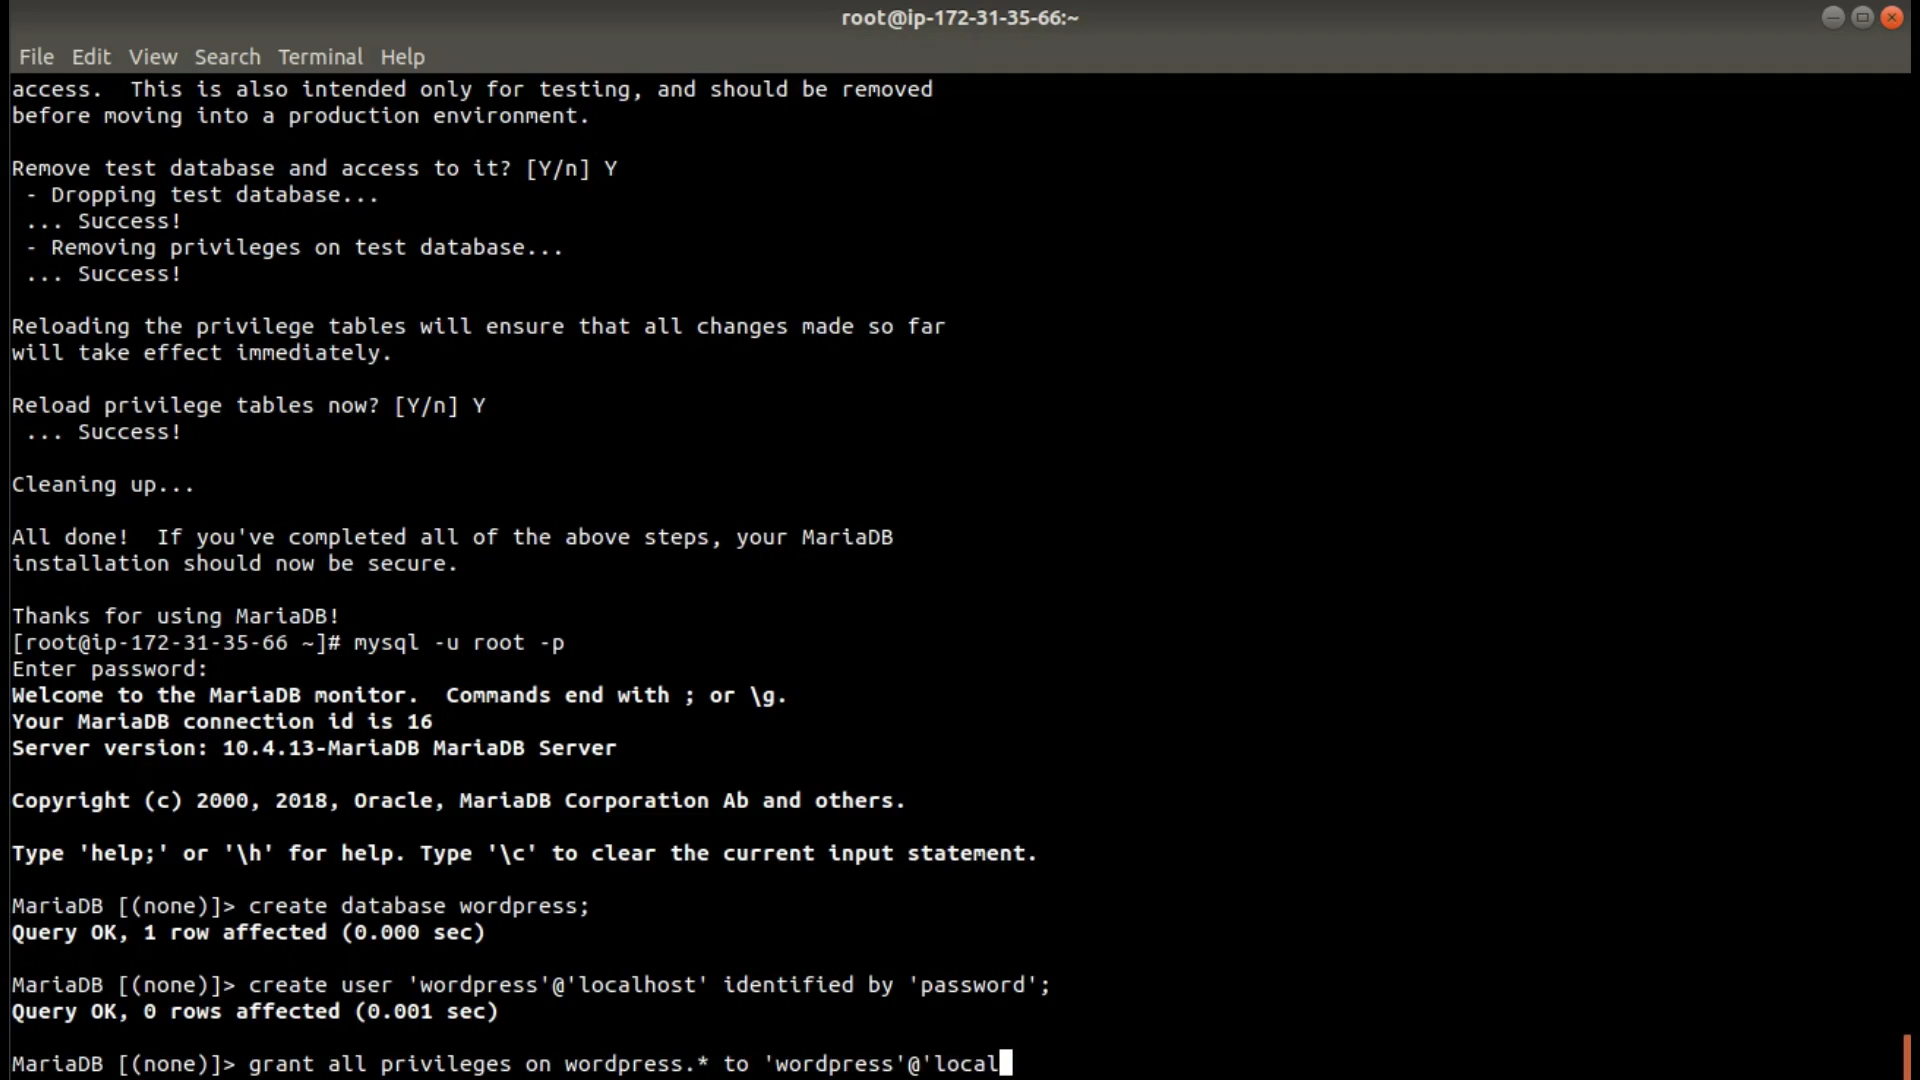 root@ip-172-31-35-66:~
File Edit View Search Terminal Help
access.  This is also intended only for testing, and should be removed
before moving into a production environment.
Remove test database and access to it? [Y/n] Y
 - Dropping test database...
 ... Success!
 - Removing privileges on test database...
 ... Success!
Reloading the privilege tables will ensure that all changes made so far
will take effect immediately.
Reload privilege tables now? [Y/n] Y
 ... Success!
Cleaning up...
All done!  If you've completed all of the above steps, your MariaDB
installation should now be secure.
Thanks for using MariaDB!
[root@ip-172-31-35-66 ~]# mysql -u root -p
Enter password:
Welcome to the MariaDB monitor.  Commands end with ; or \g.
Your MariaDB connection id is 16
Server version: 10.4.13-MariaDB MariaDB Server
Copyright (c) 2000, 2018, Oracle, MariaDB Corporation Ab and others.
Type 'help;' or '\h' for help. Type '\c' to clear the current input statement.
MariaDB [(none)]> create database wordpress;
Query OK, 1 row affected (0.000 sec)
MariaDB [(none)]> create user 'wordpress'@'localhost' identified by 'password';
Query OK, 0 rows affected (0.001 sec)
MariaDB [(none)]> grant all privileges on wordpress.* to 'wordpress'@'local